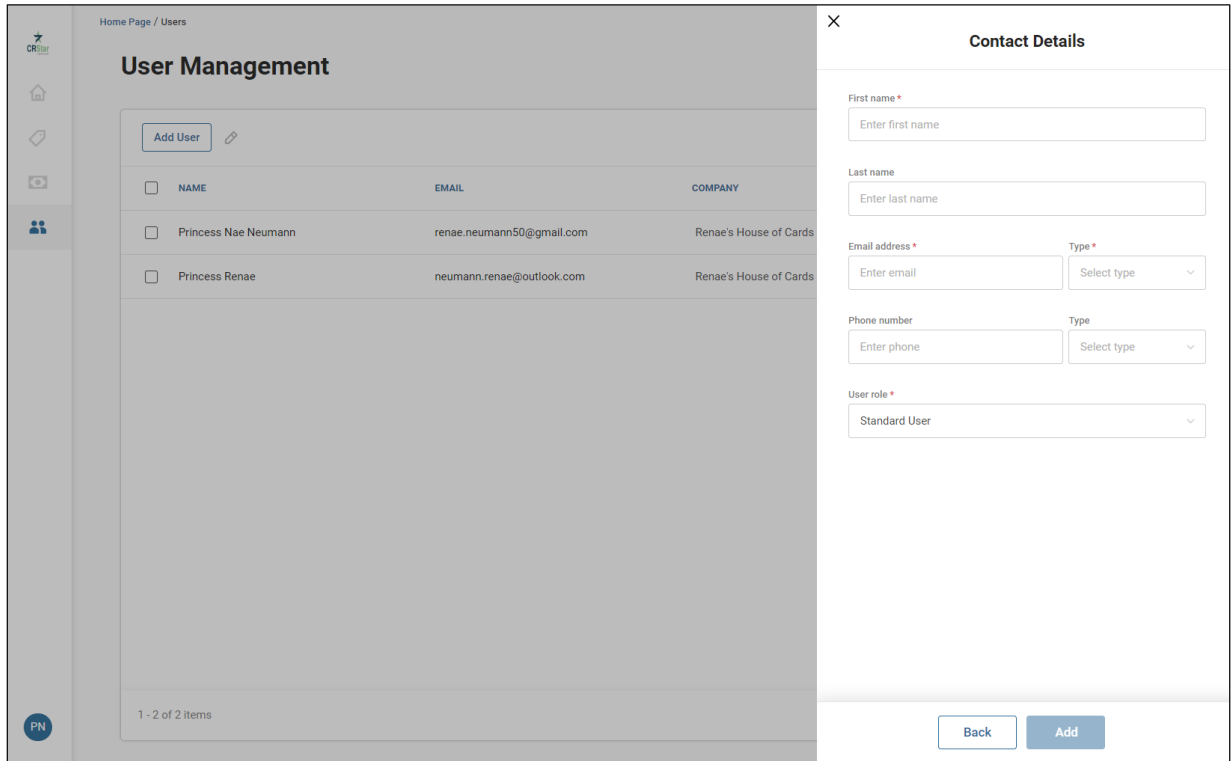 CRStar
Home Page / Users
User Management
Add User
NAME EMAIL COMPANY
Princess Nae Neumann renae.neumann50@gmail.com Renae's House of Cards
Princess Renae neumann.renae@outlook.com Renae's House of Cards
1 - 2 of 2 items
PN
Contact Details
First name *
Enter first name
Last name
Enter last name
Email address * Type *
Enter email Select type
Phone number Type
Enter phone Select type
User role *
Standard User
Back Add